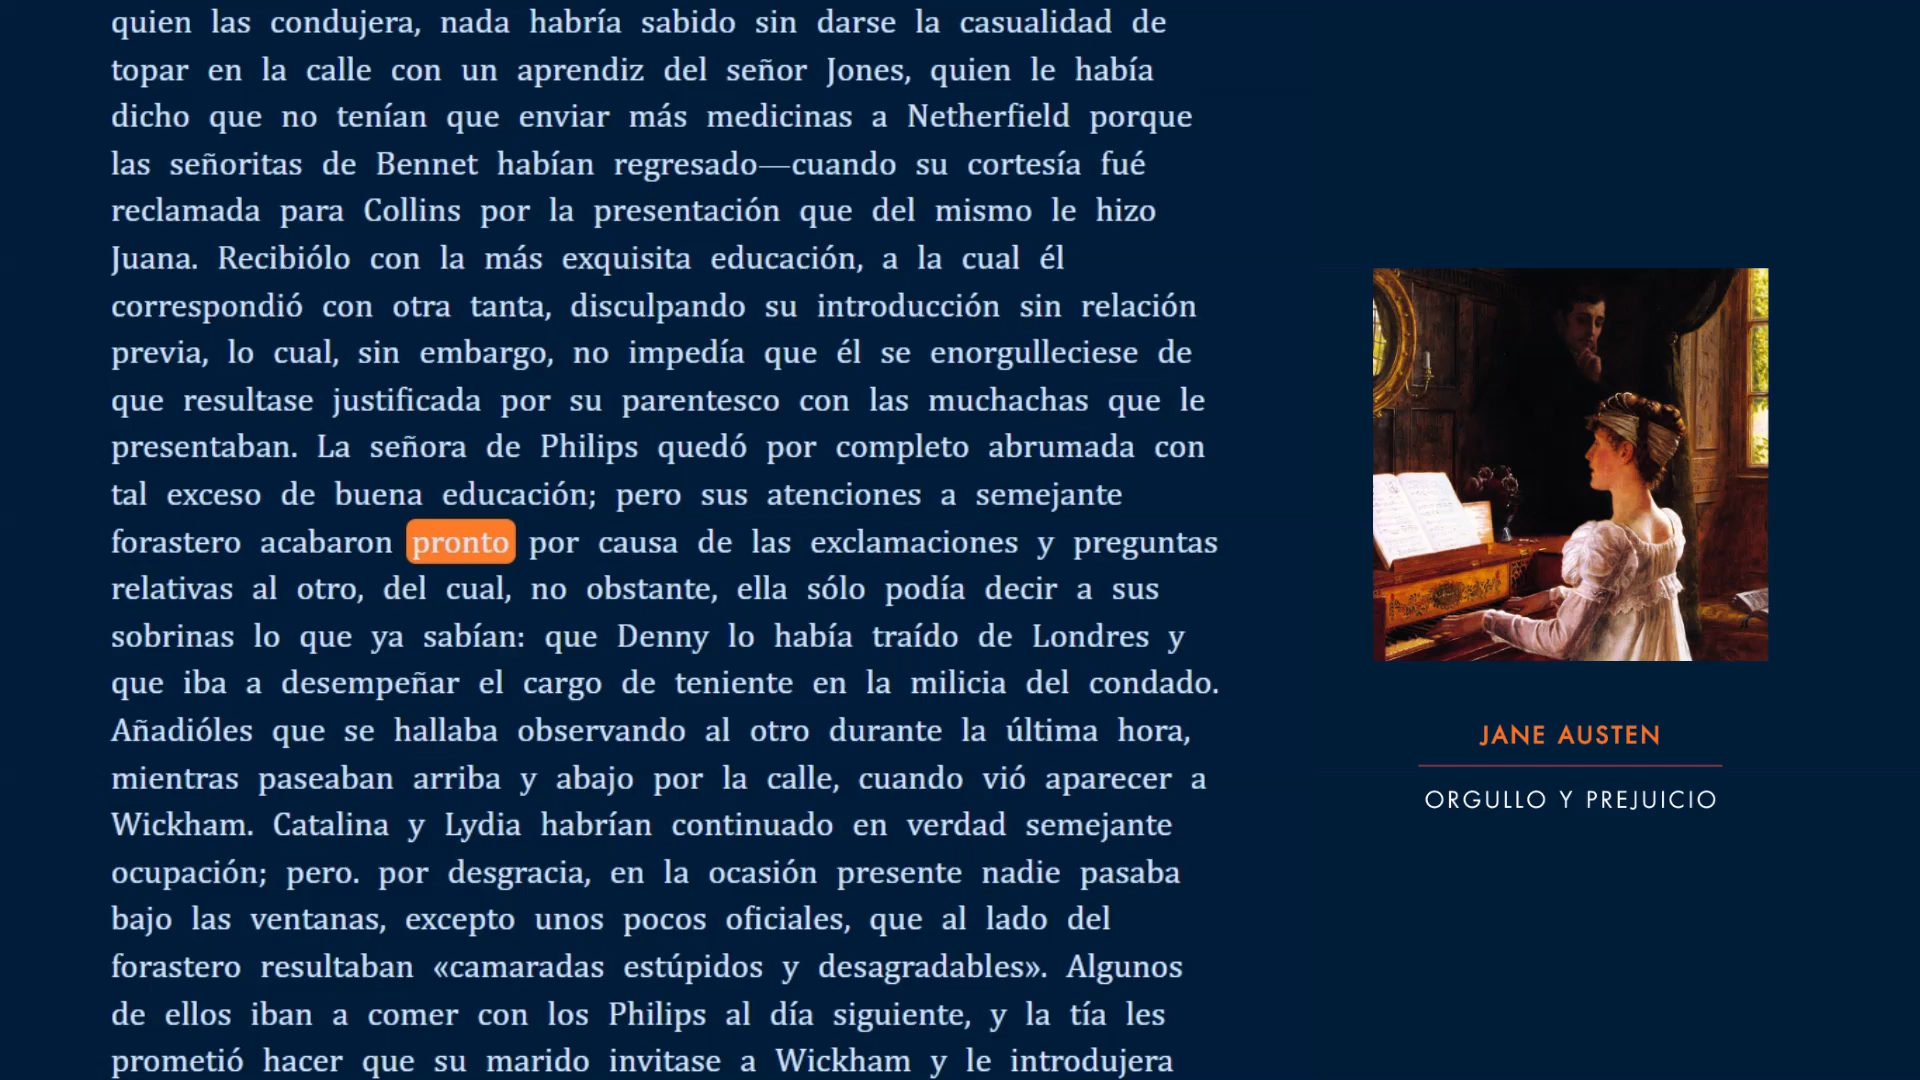 quien las condujera, nada habría sabido sin darse la casualidad de
topar en la calle con un aprendiz del señor Jones, quien le había
dicho que no tenían que enviar más medicinas a Netherfield porque
las señoritas de Bennet habían regresado—cuando su cortesía fué
reclamada para Collins por la presentación que del mismo le hizo
Juana. Recibiólo con la más exquisita educación, a la cual él
correspondió con otra tanta, disculpando su introducción sin relación
previa, lo cual, sin embargo, no impedía que él se enorgulleciese de
que resultase justificada por su parentesco con las muchachas que le
presentaban. La señora de Philips quedó por completo abrumada con
tal exceso de buena educación; pero sus atenciones a semejante
forastero acabaron pronto por causa de las exclamaciones y preguntas
relativas al otro, del cual, no obstante, ella sólo podía decir a sus
sobrinas lo que ya sabían: que Denny lo había traído de Londres y
que iba a desempeñar el cargo de teniente en la milicia del condado.
Añadióles que se hallaba observando al otro durante la última hora,
mientras paseaban arriba y abajo por la calle, cuando vió aparecer a
Wickham. Catalina y Lydia habrían continuado en verdad semejante
ocupación; pero. por desgracia, en la ocasión presente nadie pasaba
bajo las ventanas, excepto unos pocos oficiales, que al lado del
forastero resultaban «camaradas estúpidos y desagradables». Algunos
de ellos iban a comer con los Philips al día siguiente, y la tía les
prometió hacer que su marido invitase a Wickham y le introdujera
JANE AUSTEN
ORGULLO Y PREJUICIO